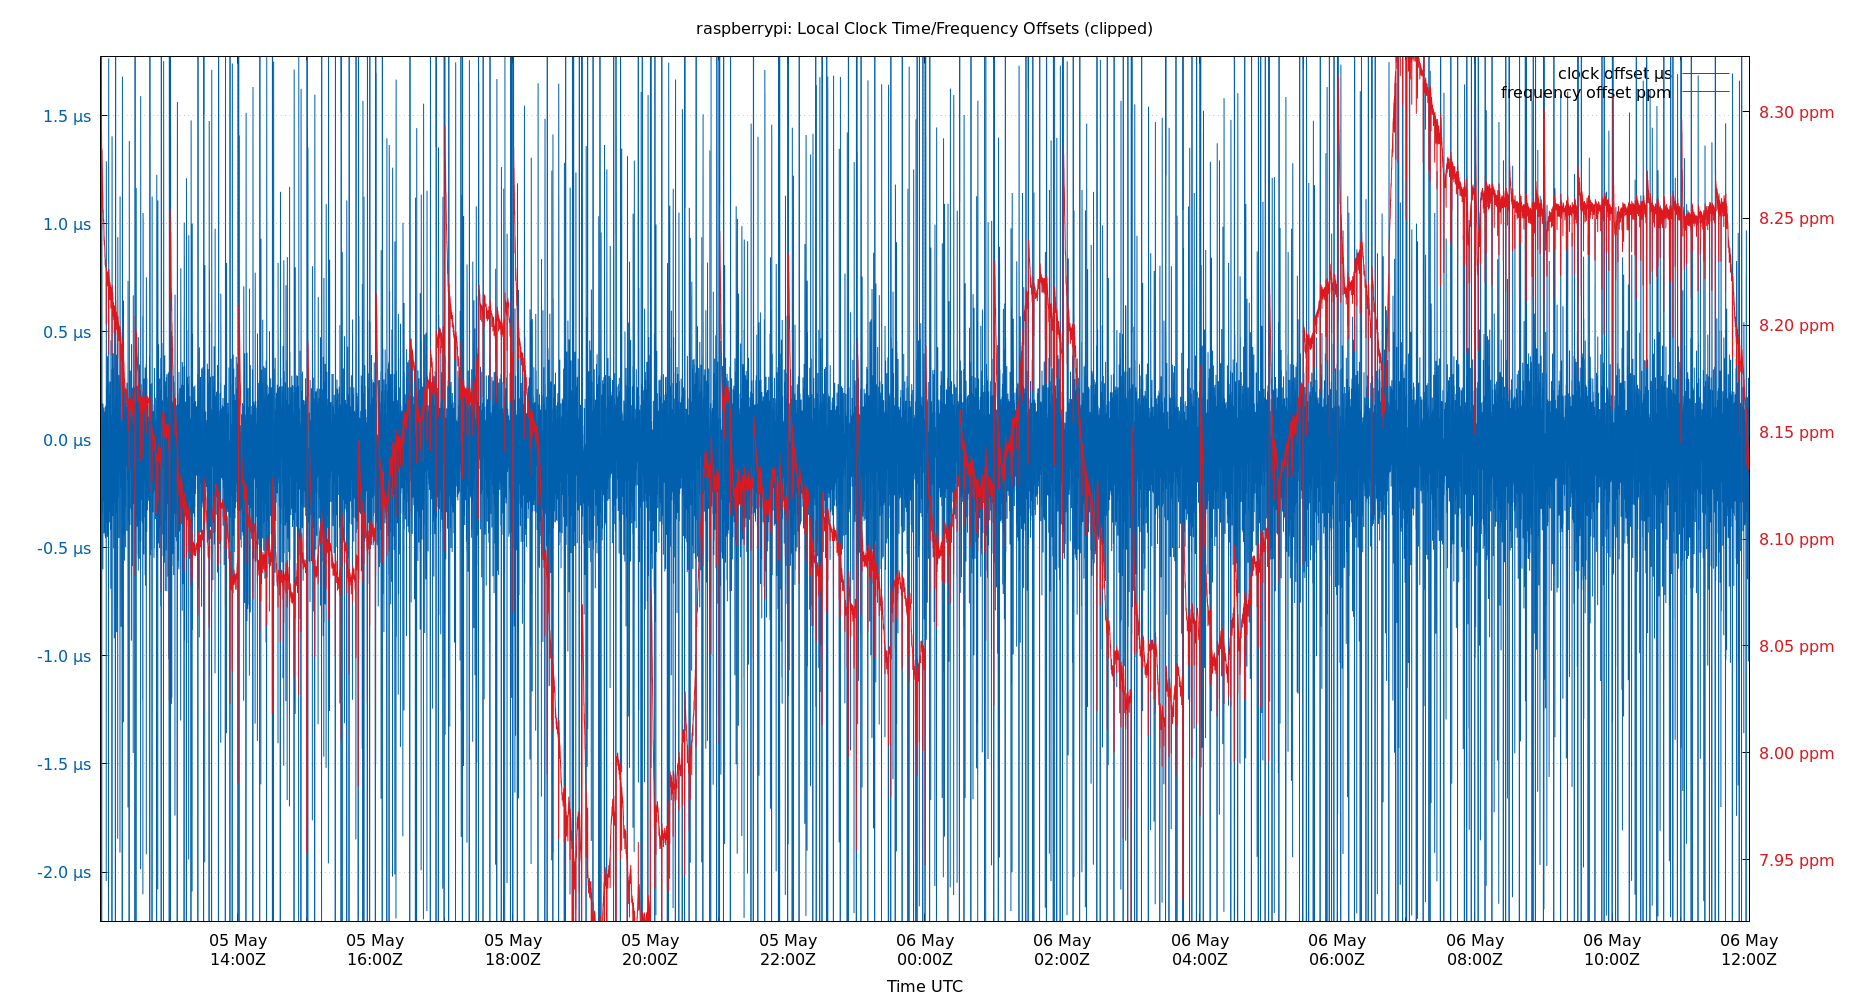 raspberrypi: Local Clock Time/Frequency Offsets (clipped)
clock offset µs
frequency offset ppm
1.5 µs
1.0 µs
0.5 µs
0.0 µs
-0.5 µs
-1.0 µs
-1.5 µs
-2.0 µs
8.30 ppm
8.25 ppm
8.20 ppm
8.15 ppm
8.10 ppm
8.05 ppm
8.00 ppm
7.95 ppm
05 May 05 May 05 May 05 May 05 May 06 May 06 May 06 May 06 May 06 May 06 May 06 May
14:00Z 16:00Z 18:00Z 20:00Z 22:00Z 00:00Z 02:00Z 04:00Z 06:00Z 08:00Z 10:00Z 12:00Z
Time UTC